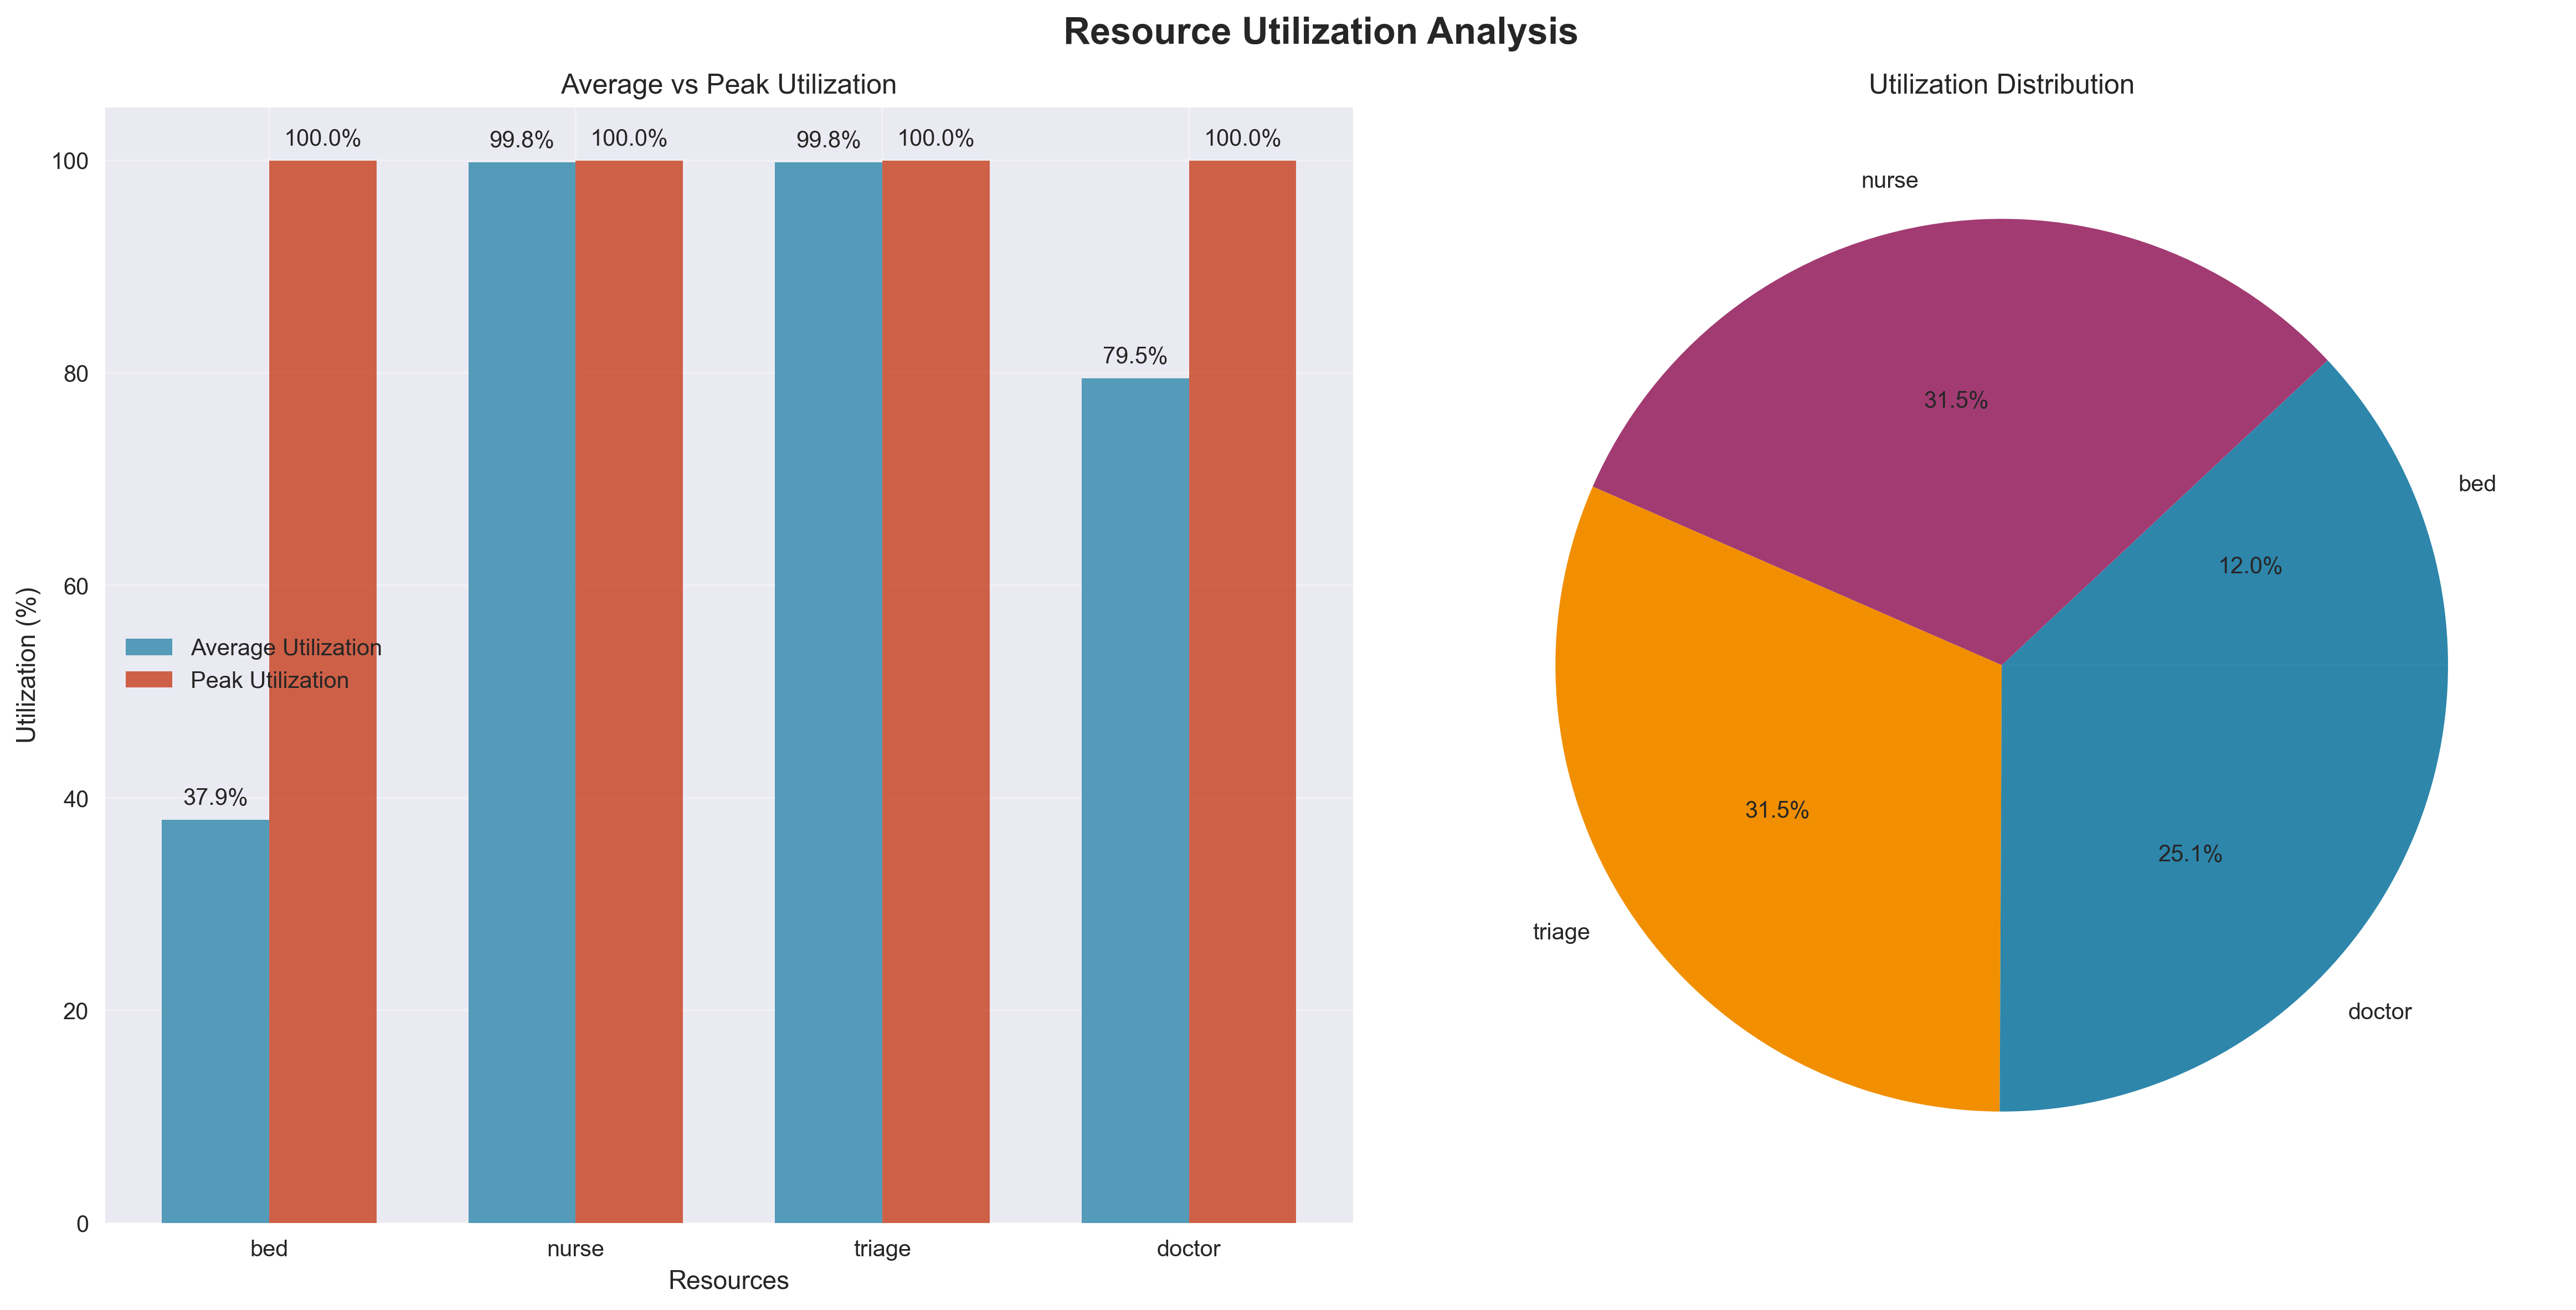 Resource Utilization Analysis
Average vs Peak Utilization
100.0%
99.8%
100.0%
99.8%
100.0%
100.0%
79.5%
37.9%
100
80
60
40
20
0
Utilization (%)
Average Utilization
Peak Utilization
bed
nurse
triage
doctor
Resources
Utilization Distribution
nurse
31.5%
bed
12.0%
31.5%
25.1%
triage
doctor